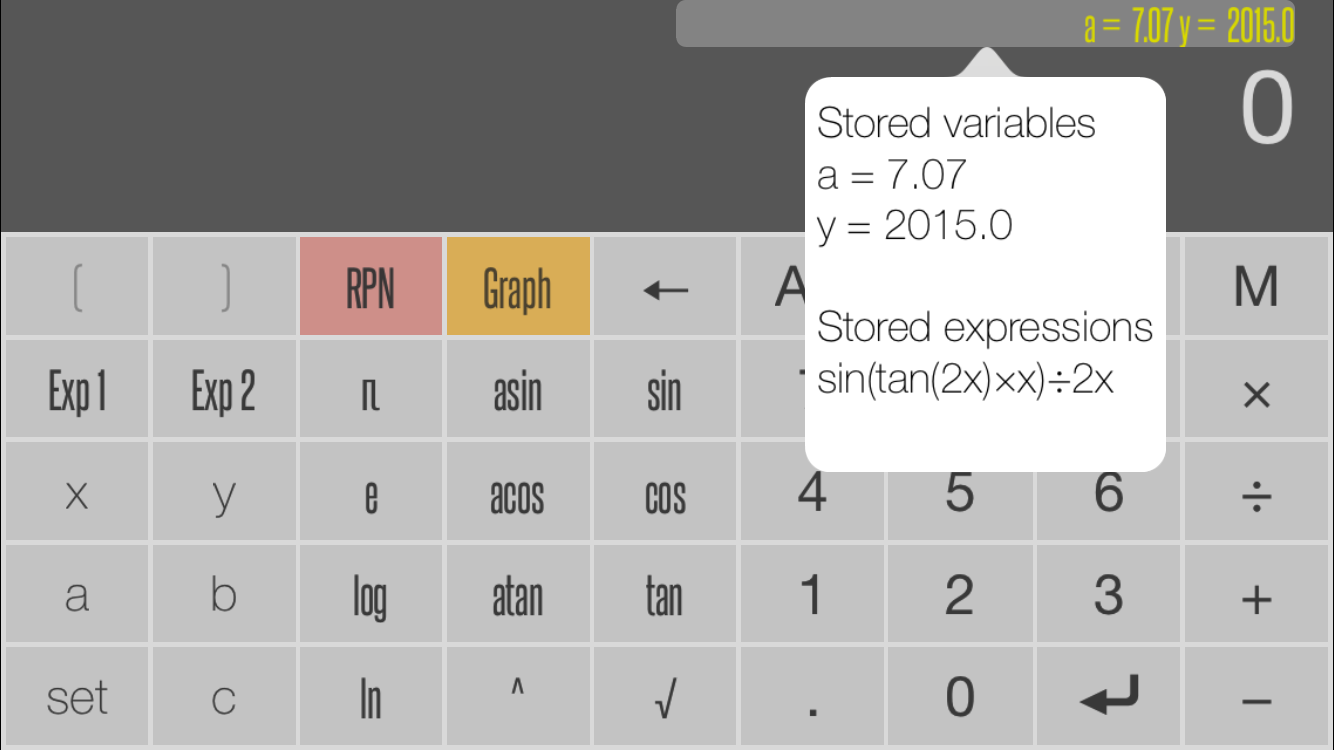 a = 7.07 y = 2015.0
0
Stored variables
a = 7.07
y = 2015.0
Stored expressions
sin(tan(2x)×x)÷2x
( ) RPN Graph ← M
Exp 1 Exp 2 π asin sin ×
x y e acos cos 4 5 6 ÷
a b log atan tan 1 2 3 +
set c ln ^ √ . 0 ↵ −